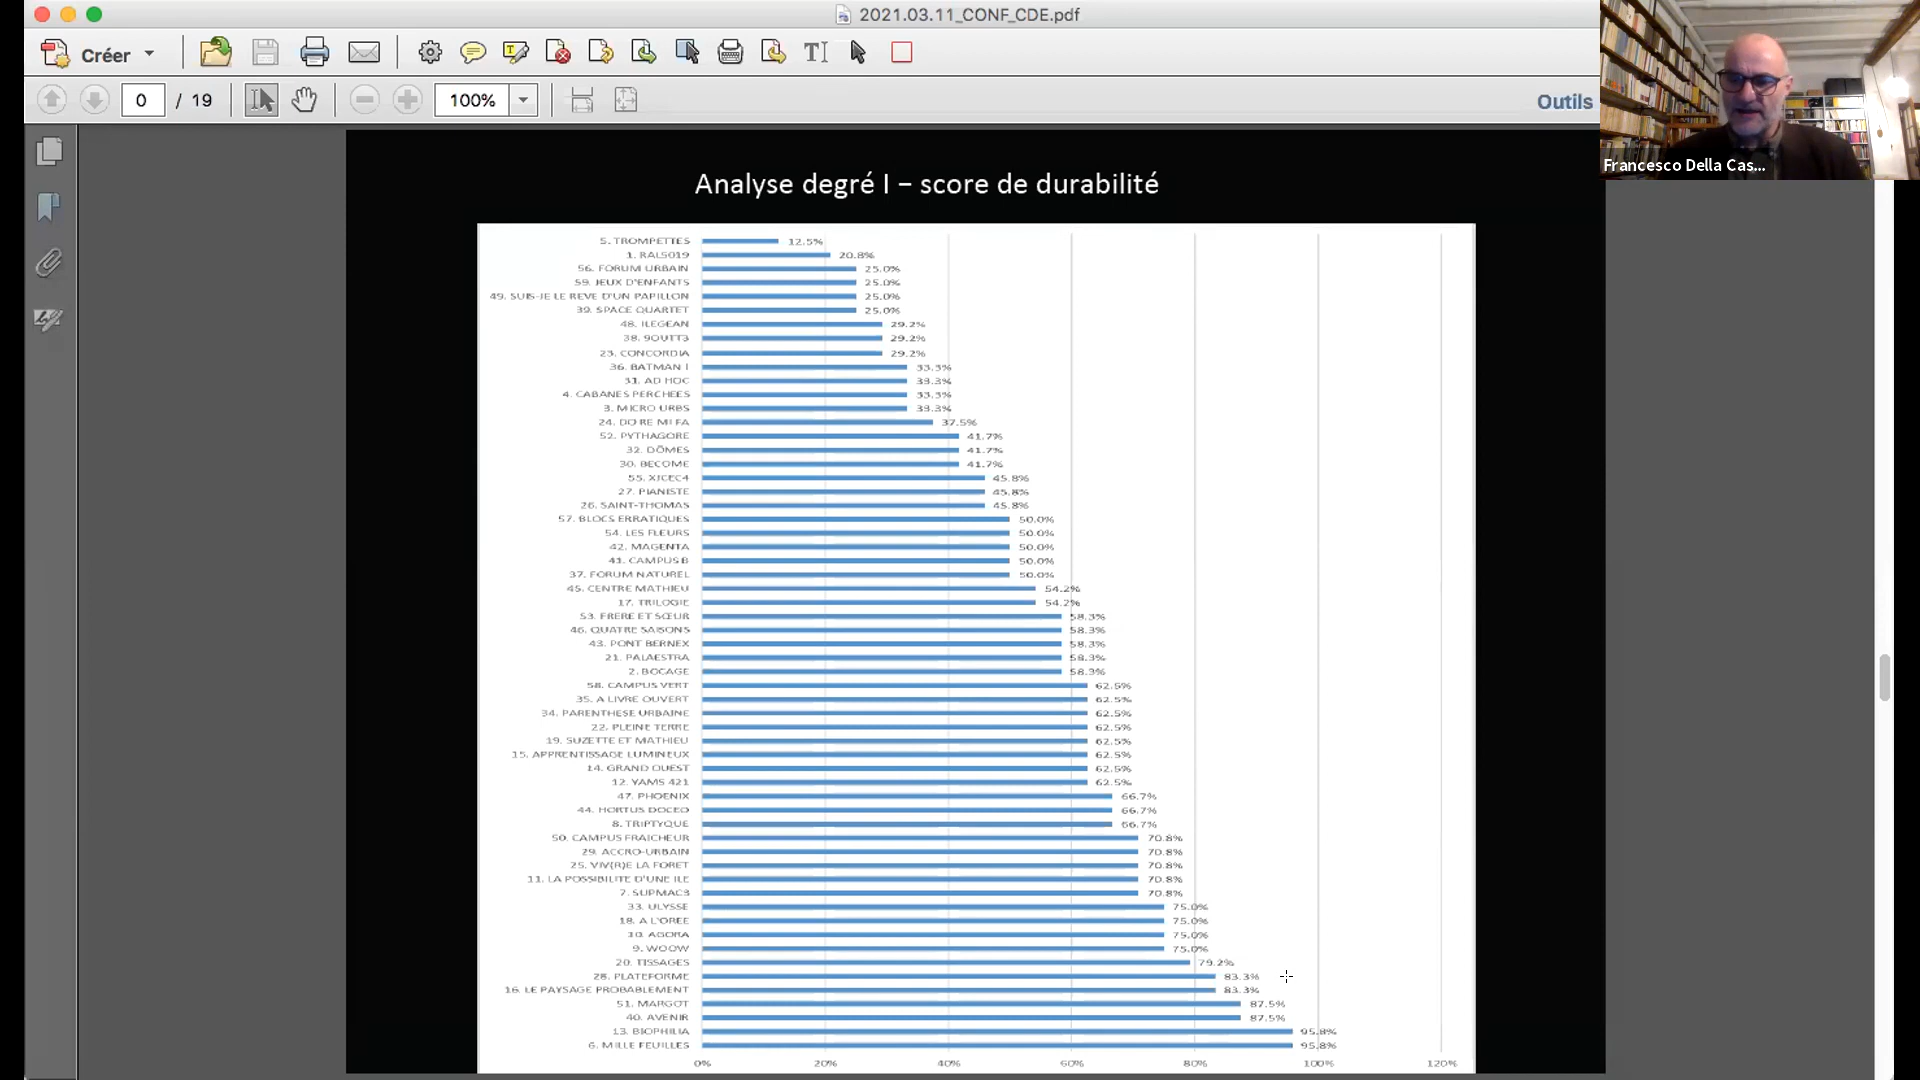 2021.03.11_CONF_CDE.pdf
Créer
0 / 19
100%
Outils
Francesco Della Cas...
Analyse degré I – score de durabilité
5. TROMPETTES 12.5%
1. RAL5019 20.8%
56. FORUM URBAIN 25.0%
59. JEUX D'ENFANTS 25.0%
49. SUIS-JE LE REVE D'UN PAPILLON 25.0%
39. SPACE QUARTET 25.0%
48. ILEGEAN 29.2%
38. 29.2%
23. CONCORDIA 29.2%
36. BATMAN I 33.3%
31. AD HOC 33.3%
4. CABANES PERCHEES 33.3%
3. MICRO URBS 33.3%
24. DO RE MI FA 37.5%
52. PYTHAGORE 41.7%
32. DÔMES 41.7%
30. BECOME 41.7%
55. XJCEC4 45.8%
27. PIANISTE 45.8%
26. SAINT-THOMAS 45.8%
57. BLOCS ERRATIQUES 50.0%
54. LES FLEURS 50.0%
42. MAGENTA 50.0%
41. CAMPUS B 50.0%
37. FORUM NATUREL 50.0%
45. CENTRE MATHIEU 54.2%
17. TRILOGIE 54.2%
53. FRERE ET SŒUR 58.3%
46. QUATRE SAISONS 58.3%
43. PONT BERNEX 58.3%
21. PALAESTRA 58.3%
2. BOCAGE 58.3%
58. CAMPUS VERT 62.5%
35. A LIVRE OUVERT 62.5%
34. PARENTHESE URBAINE 62.5%
22. PLEINE TERRE 62.5%
19. SUZETTE ET MATHIEU 62.5%
15. APPRENTISSAGE LUMINEUX 62.5%
14. GRAND OUEST 62.5%
12. YAMS 421 62.5%
47. PHOENIX 66.7%
44. HORTUS DOCEO 66.7%
8. TRIPTYQUE 66.7%
50. CAMPUS FRAICHEUR 70.8%
29. ACCRO-URBAIN 70.8%
25. VIV(R)E LA FORET 70.8%
11. LA POSSIBILITE D'UNE ILE 70.8%
7. SUPMAC3 70.8%
33. ULYSSE 75.0%
18. A L'OREE 75.0%
10. AGORA 75.0%
9. WOOW 75.0%
20. TISSAGES 79.2%
28. PLATEFORME 83.3%
16. LE PAYSAGE PROBABLEMENT 83.3%
51. MARGOT 87.5%
40. AVENIR 87.5%
13. BIOPHILIA 95.8%
6. MILLE FEUILLES 95.8%
0% 20% 40% 60% 80% 100% 120%